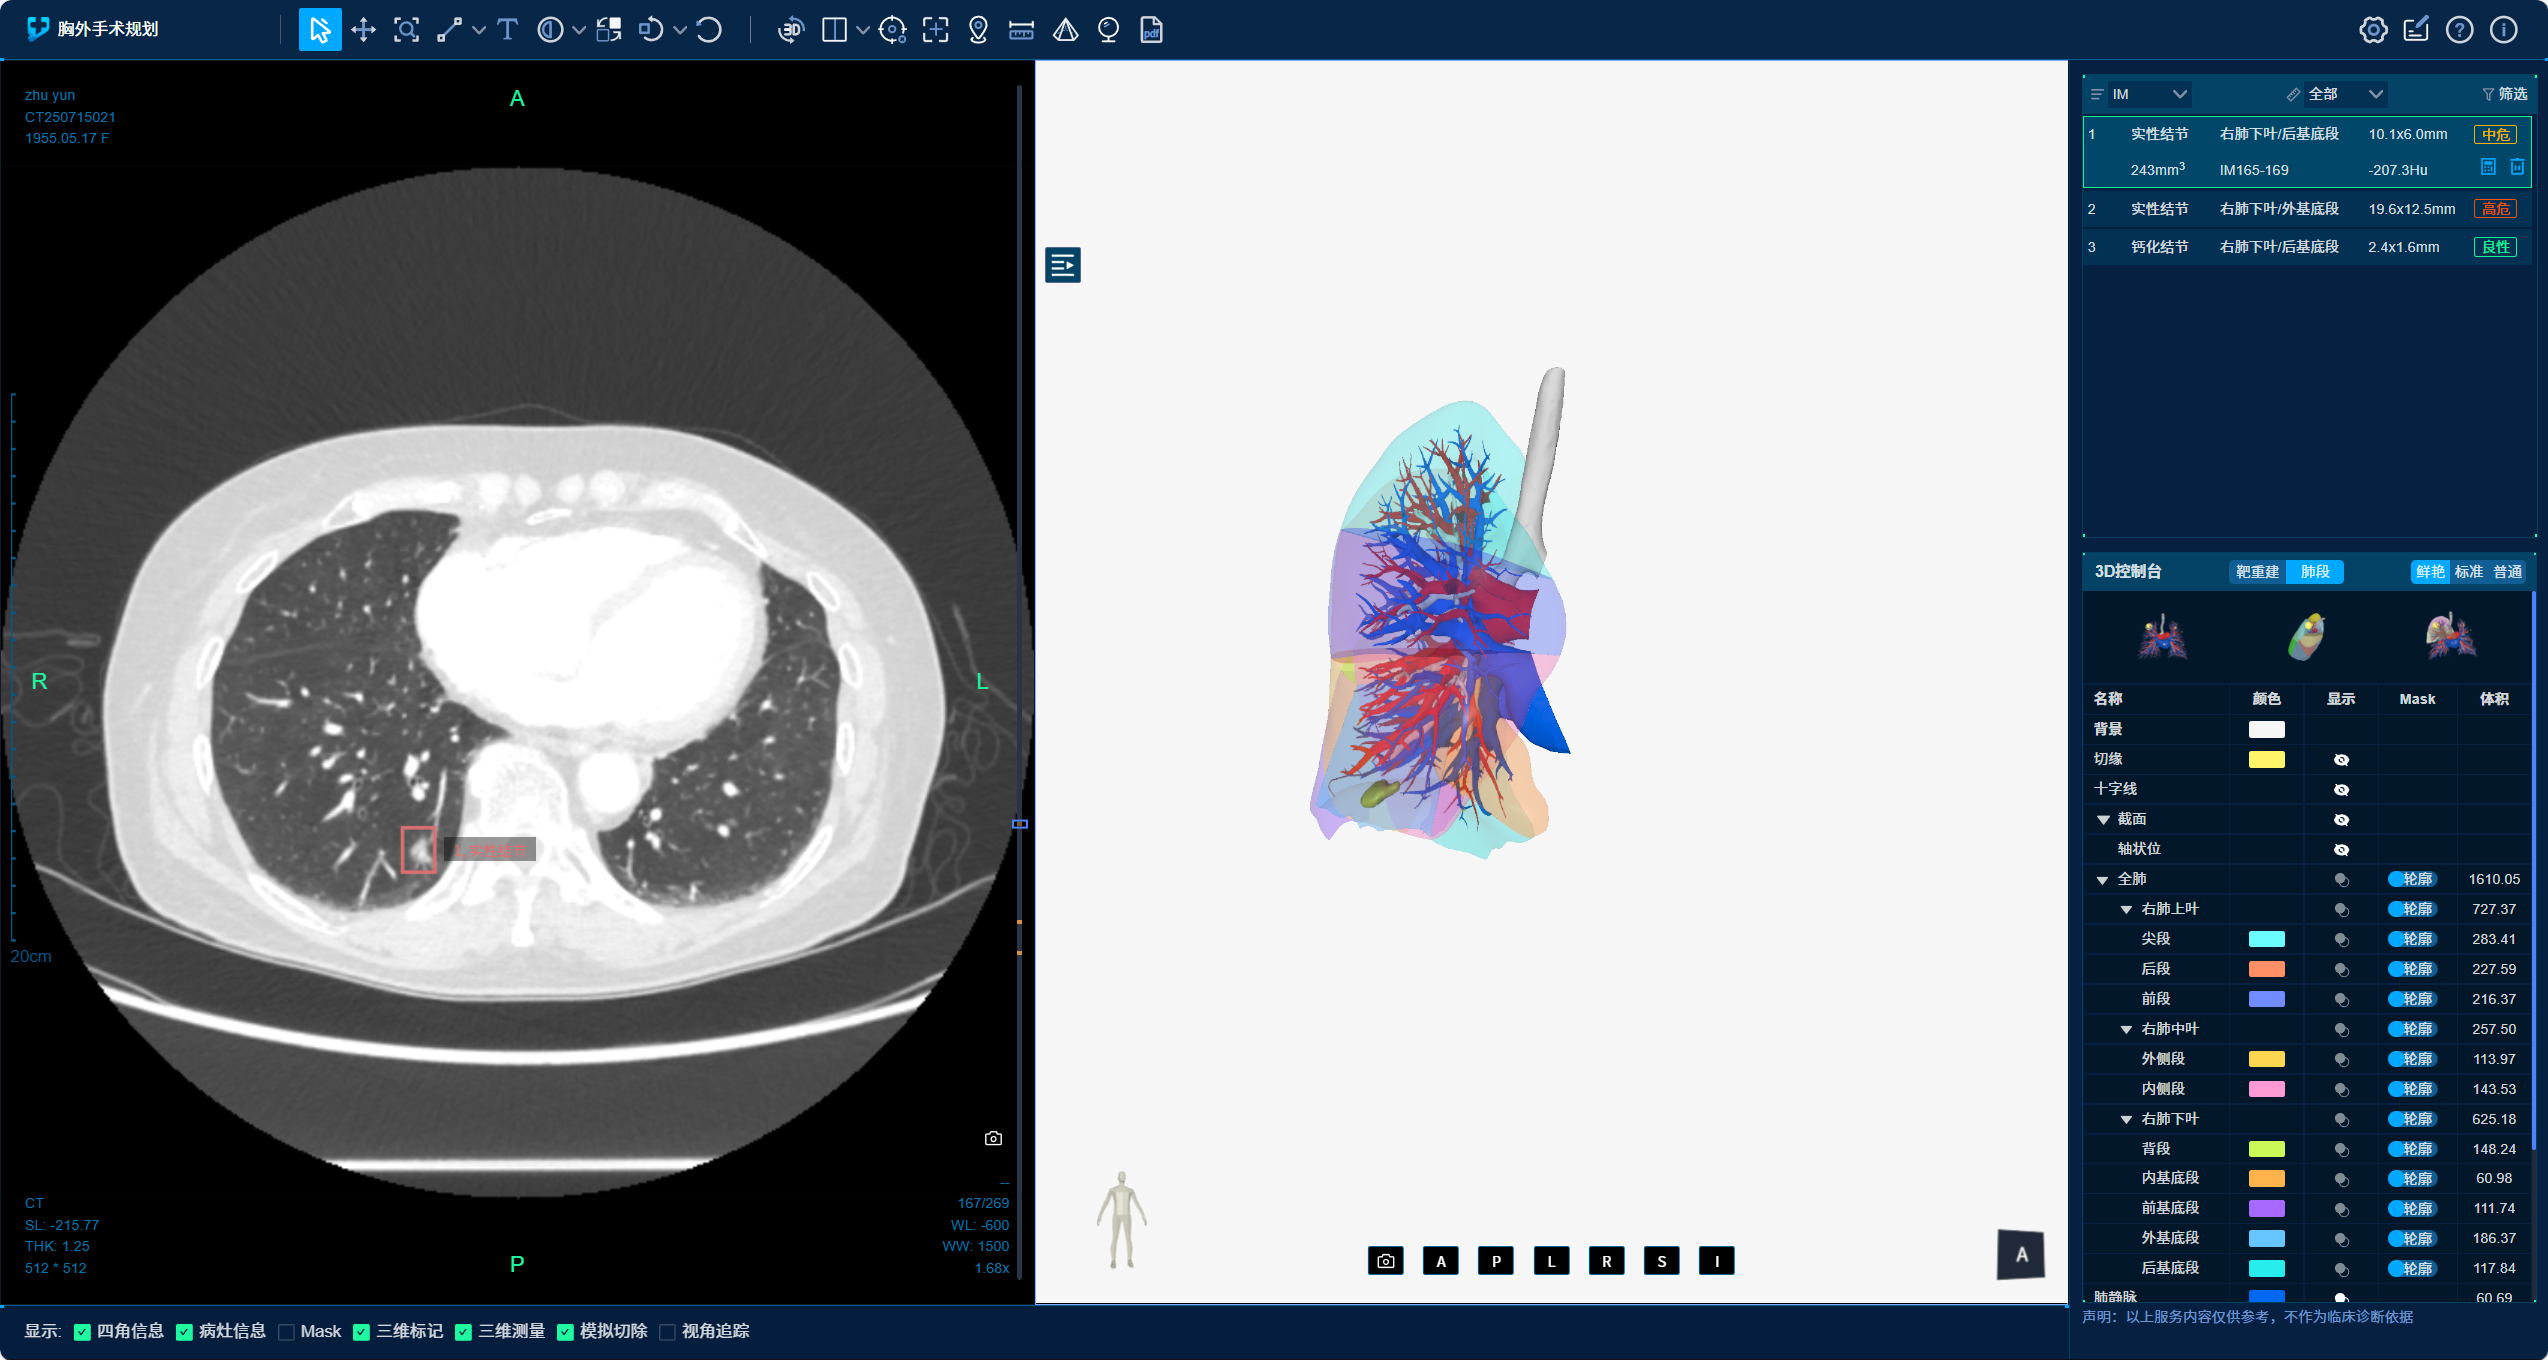 胸外手术规划
zhu yun
CT250715021
1955.05.17 F
A
R
L
P
20cm
CT
SL: -215.77
THK: 1.25
512 * 512
--
167/269
WL: -600
WW: 1500
1.68x
A P L R S I
A
IM 全部 筛选
1 实性结节 右肺下叶/后基底段 10.1x6.0mm 中危
243mm³ IM165-169 -207.3Hu
2 实性结节 右肺下叶/外基底段 19.6x12.5mm 高危
3 钙化结节 右肺下叶/后基底段 2.4x1.6mm 良性
3D控制台 靶重建 肺段 鲜艳 标准 普通
名称 颜色 显示 Mask 体积
背景
切缘
十字线
截面
轴状位
全肺 轮廓 1610.05
右肺上叶 轮廓 727.37
尖段 轮廓 283.41
后段 轮廓 227.59
前段 轮廓 216.37
右肺中叶 轮廓 257.50
外侧段 轮廓 113.97
内侧段 轮廓 143.53
右肺下叶 轮廓 625.18
背段 轮廓 148.24
内基底段 轮廓 60.98
前基底段 轮廓 111.74
外基底段 轮廓 186.37
后基底段 轮廓 117.84
肺静脉 60.69
声明：以上服务内容仅供参考，不作为临床诊断依据
显示: 四角信息 病灶信息 Mask 三维标记 三维测量 模拟切除 视角追踪
T
3D
pdf